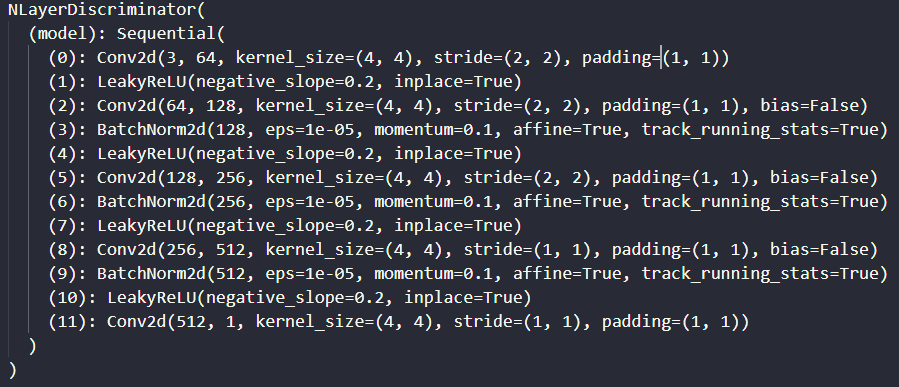 NLayerDiscriminator(
  (model): Sequential(
    (0): Conv2d(3, 64, kernel_size=(4, 4), stride=(2, 2), padding=(1, 1))
    (1): LeakyReLU(negative_slope=0.2, inplace=True)
    (2): Conv2d(64, 128, kernel_size=(4, 4), stride=(2, 2), padding=(1, 1), bias=False)
    (3): BatchNorm2d(128, eps=1e-05, momentum=0.1, affine=True, track_running_stats=True)
    (4): LeakyReLU(negative_slope=0.2, inplace=True)
    (5): Conv2d(128, 256, kernel_size=(4, 4), stride=(2, 2), padding=(1, 1), bias=False)
    (6): BatchNorm2d(256, eps=1e-05, momentum=0.1, affine=True, track_running_stats=True)
    (7): LeakyReLU(negative_slope=0.2, inplace=True)
    (8): Conv2d(256, 512, kernel_size=(4, 4), stride=(1, 1), padding=(1, 1), bias=False)
    (9): BatchNorm2d(512, eps=1e-05, momentum=0.1, affine=True, track_running_stats=True)
    (10): LeakyReLU(negative_slope=0.2, inplace=True)
    (11): Conv2d(512, 1, kernel_size=(4, 4), stride=(1, 1), padding=(1, 1))
  )
)